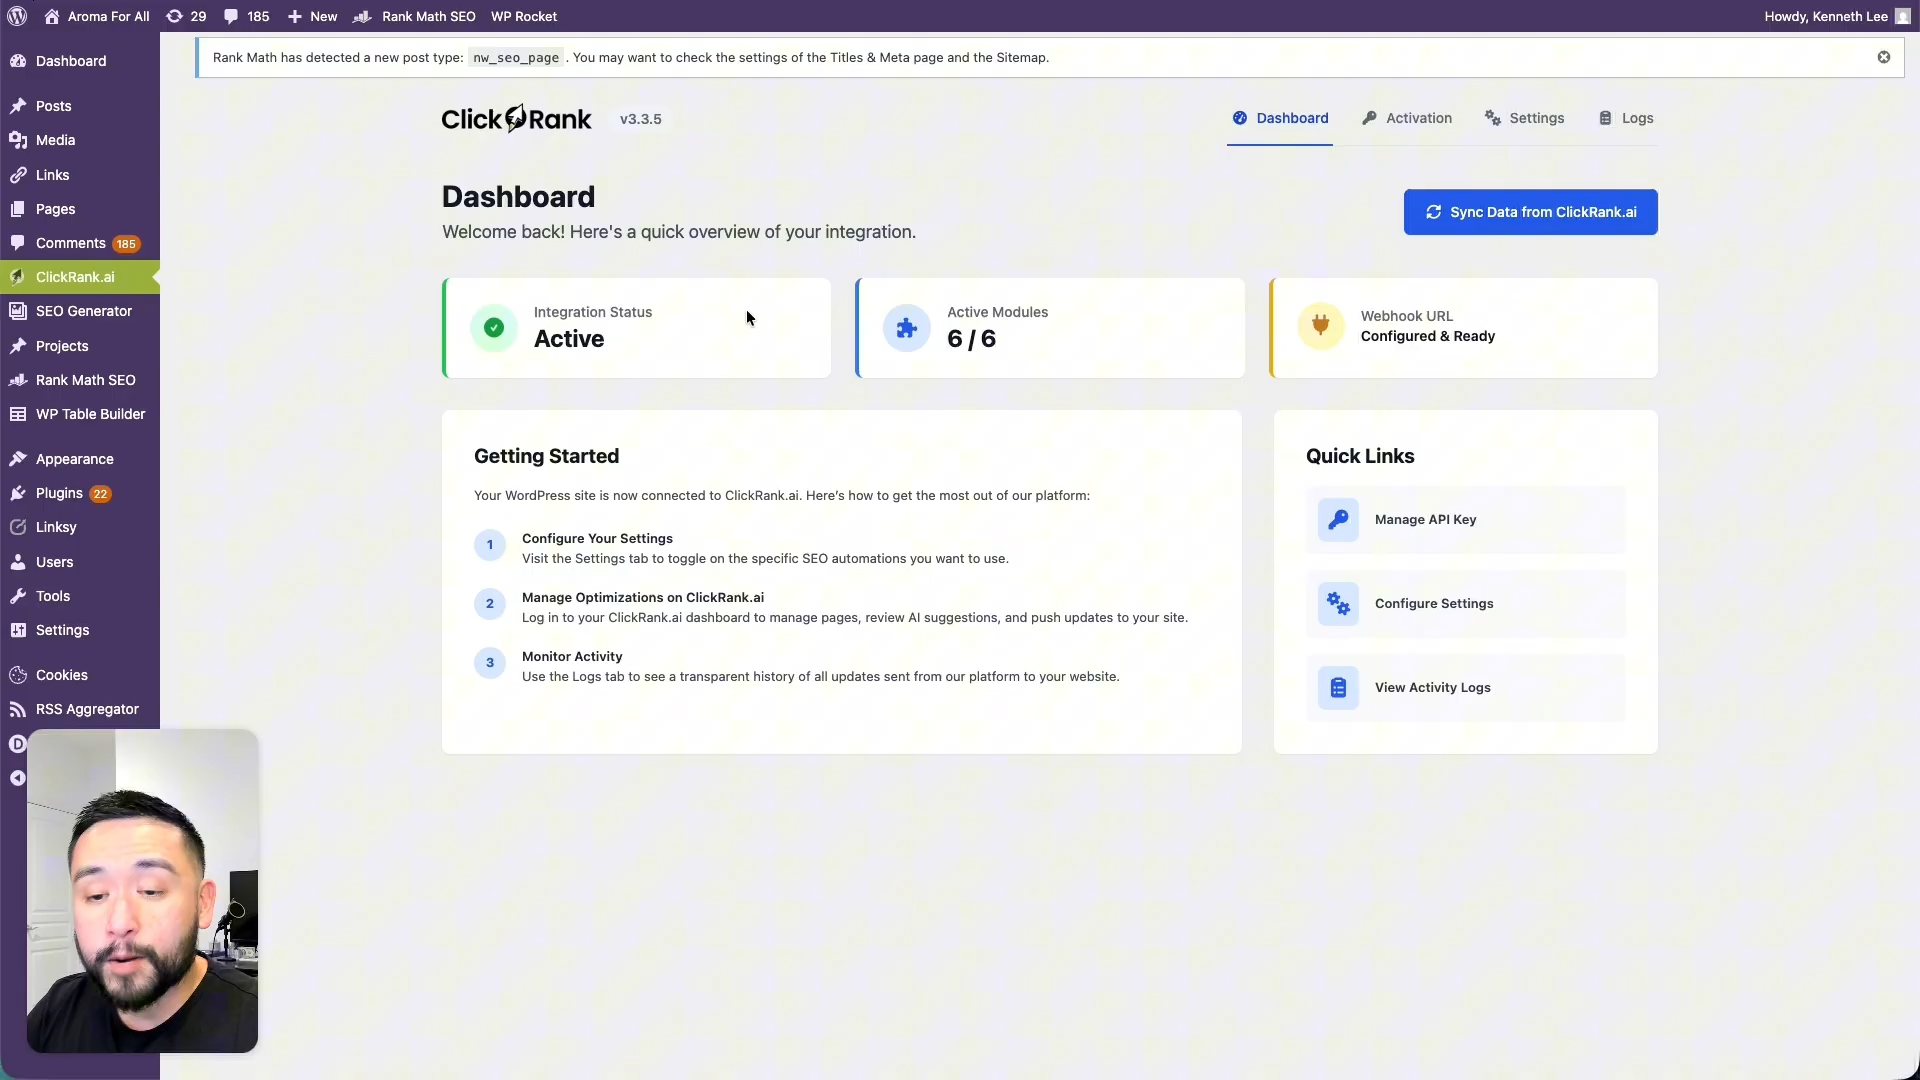 Aroma For All
29
185
New
Rank Math SEO
WP Rocket
Howdy, Kenneth Lee
Dashboard
Posts
Media
Links
Pages
Comments 185
ClickRank.ai
SEO Generator
Projects
Rank Math SEO
WP Table Builder
Appearance
Plugins 22
Linksy
Users
Tools
Settings
Cookies
RSS Aggregator
D
Rank Math has detected a new post type: nw_seo_page . You may want to check the settings of the Titles & Meta page and the Sitemap.
ClickRank v3.3.5
Dashboard
Activation
Settings
Logs
Dashboard
Welcome back! Here's a quick overview of your integration.
Sync Data from ClickRank.ai
Integration Status
Active
Active Modules
6 / 6
Webhook URL
Configured & Ready
Getting Started
Your WordPress site is now connected to ClickRank.ai. Here's how to get the most out of our platform:
1 Configure Your Settings
Visit the Settings tab to toggle on the specific SEO automations you want to use.
2 Manage Optimizations on ClickRank.ai
Log in to your ClickRank.ai dashboard to manage pages, review AI suggestions, and push updates to your site.
3 Monitor Activity
Use the Logs tab to see a transparent history of all updates sent from our platform to your website.
Quick Links
Manage API Key
Configure Settings
View Activity Logs